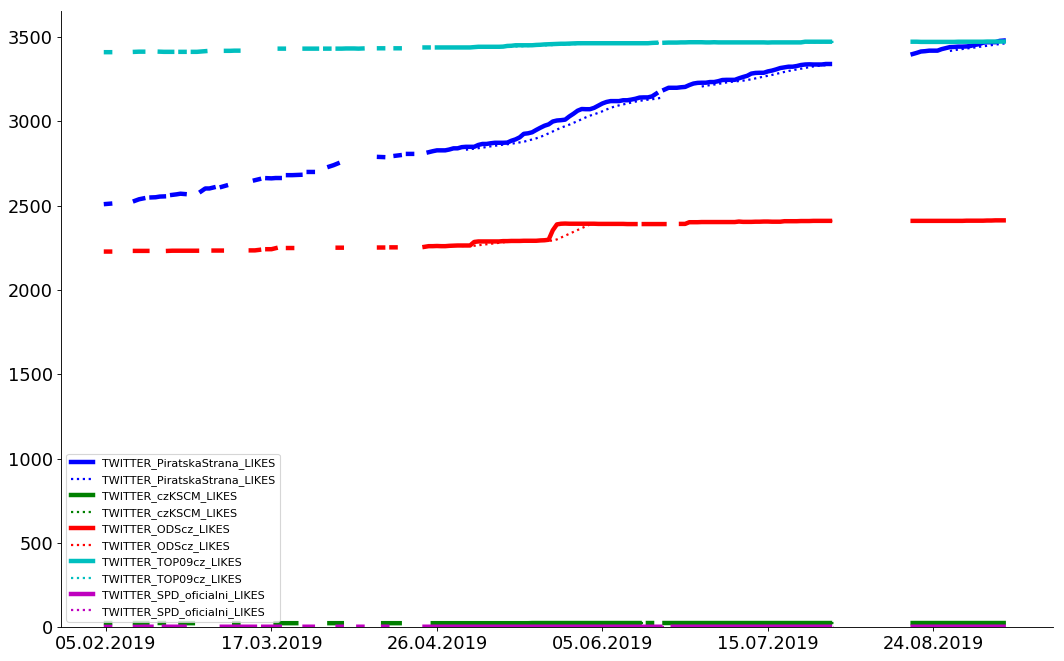 3500
3000
2500
2000
1500
1000
500
0
TWITTER_PiratskaStrana_LIKES
TWITTER_PiratskaStrana_LIKES
TWITTER_czKSCM_LIKES
TWITTER_czKSCM_LIKES
TWITTER_ODScz_LIKES
TWITTER_ODScz_LIKES
TWITTER_TOP09cz_LIKES
TWITTER_TOP09cz_LIKES
TWITTER_SPD_oficialni_LIKES
TWITTER_SPD_oficialni_LIKES
05.02.2019 17.03.2019 26.04.2019 05.06.2019 15.07.2019 24.08.2019